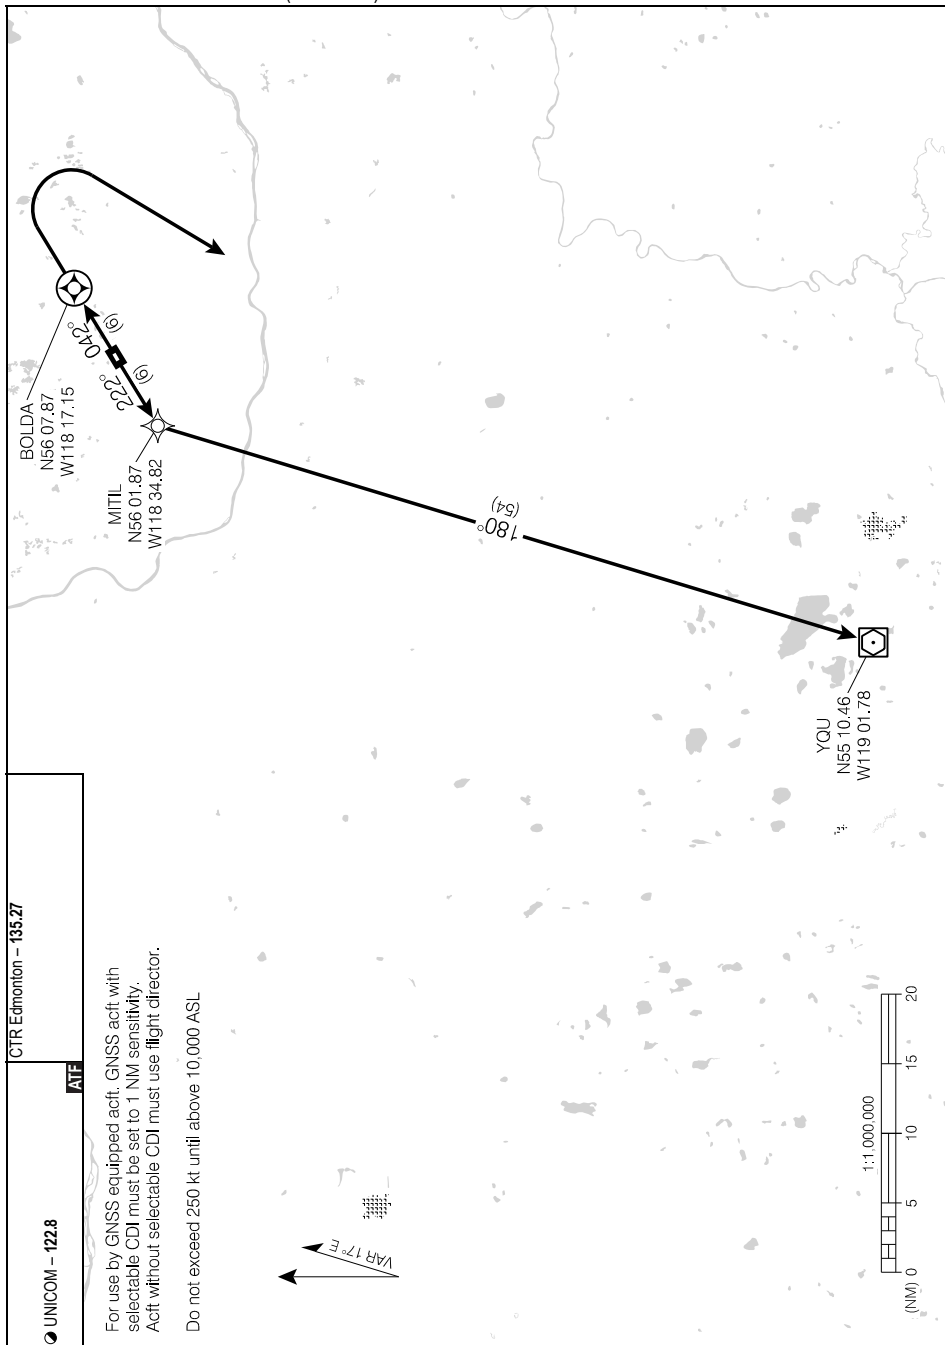 CTR Edmonton – 135.27
UNICOM – 122.8
ATF
For use by GNSS equipped acft. GNSS acft with
selectable CDI must be set to 1 NM sensitivity.
Acft without selectable CDI must use flight director.
Do not exceed 250 kt until above 10,000 ASL
VAR 17° E
BOLDA
N56 07.87
W118 17.15
042°
(6)
222°
(6)
MITIL
N56 01.87
W118 34.82
180°
(54)
YQU
N55 10.46
W119 01.78
1:1,000,000
(NM) 0 5 10 15 20